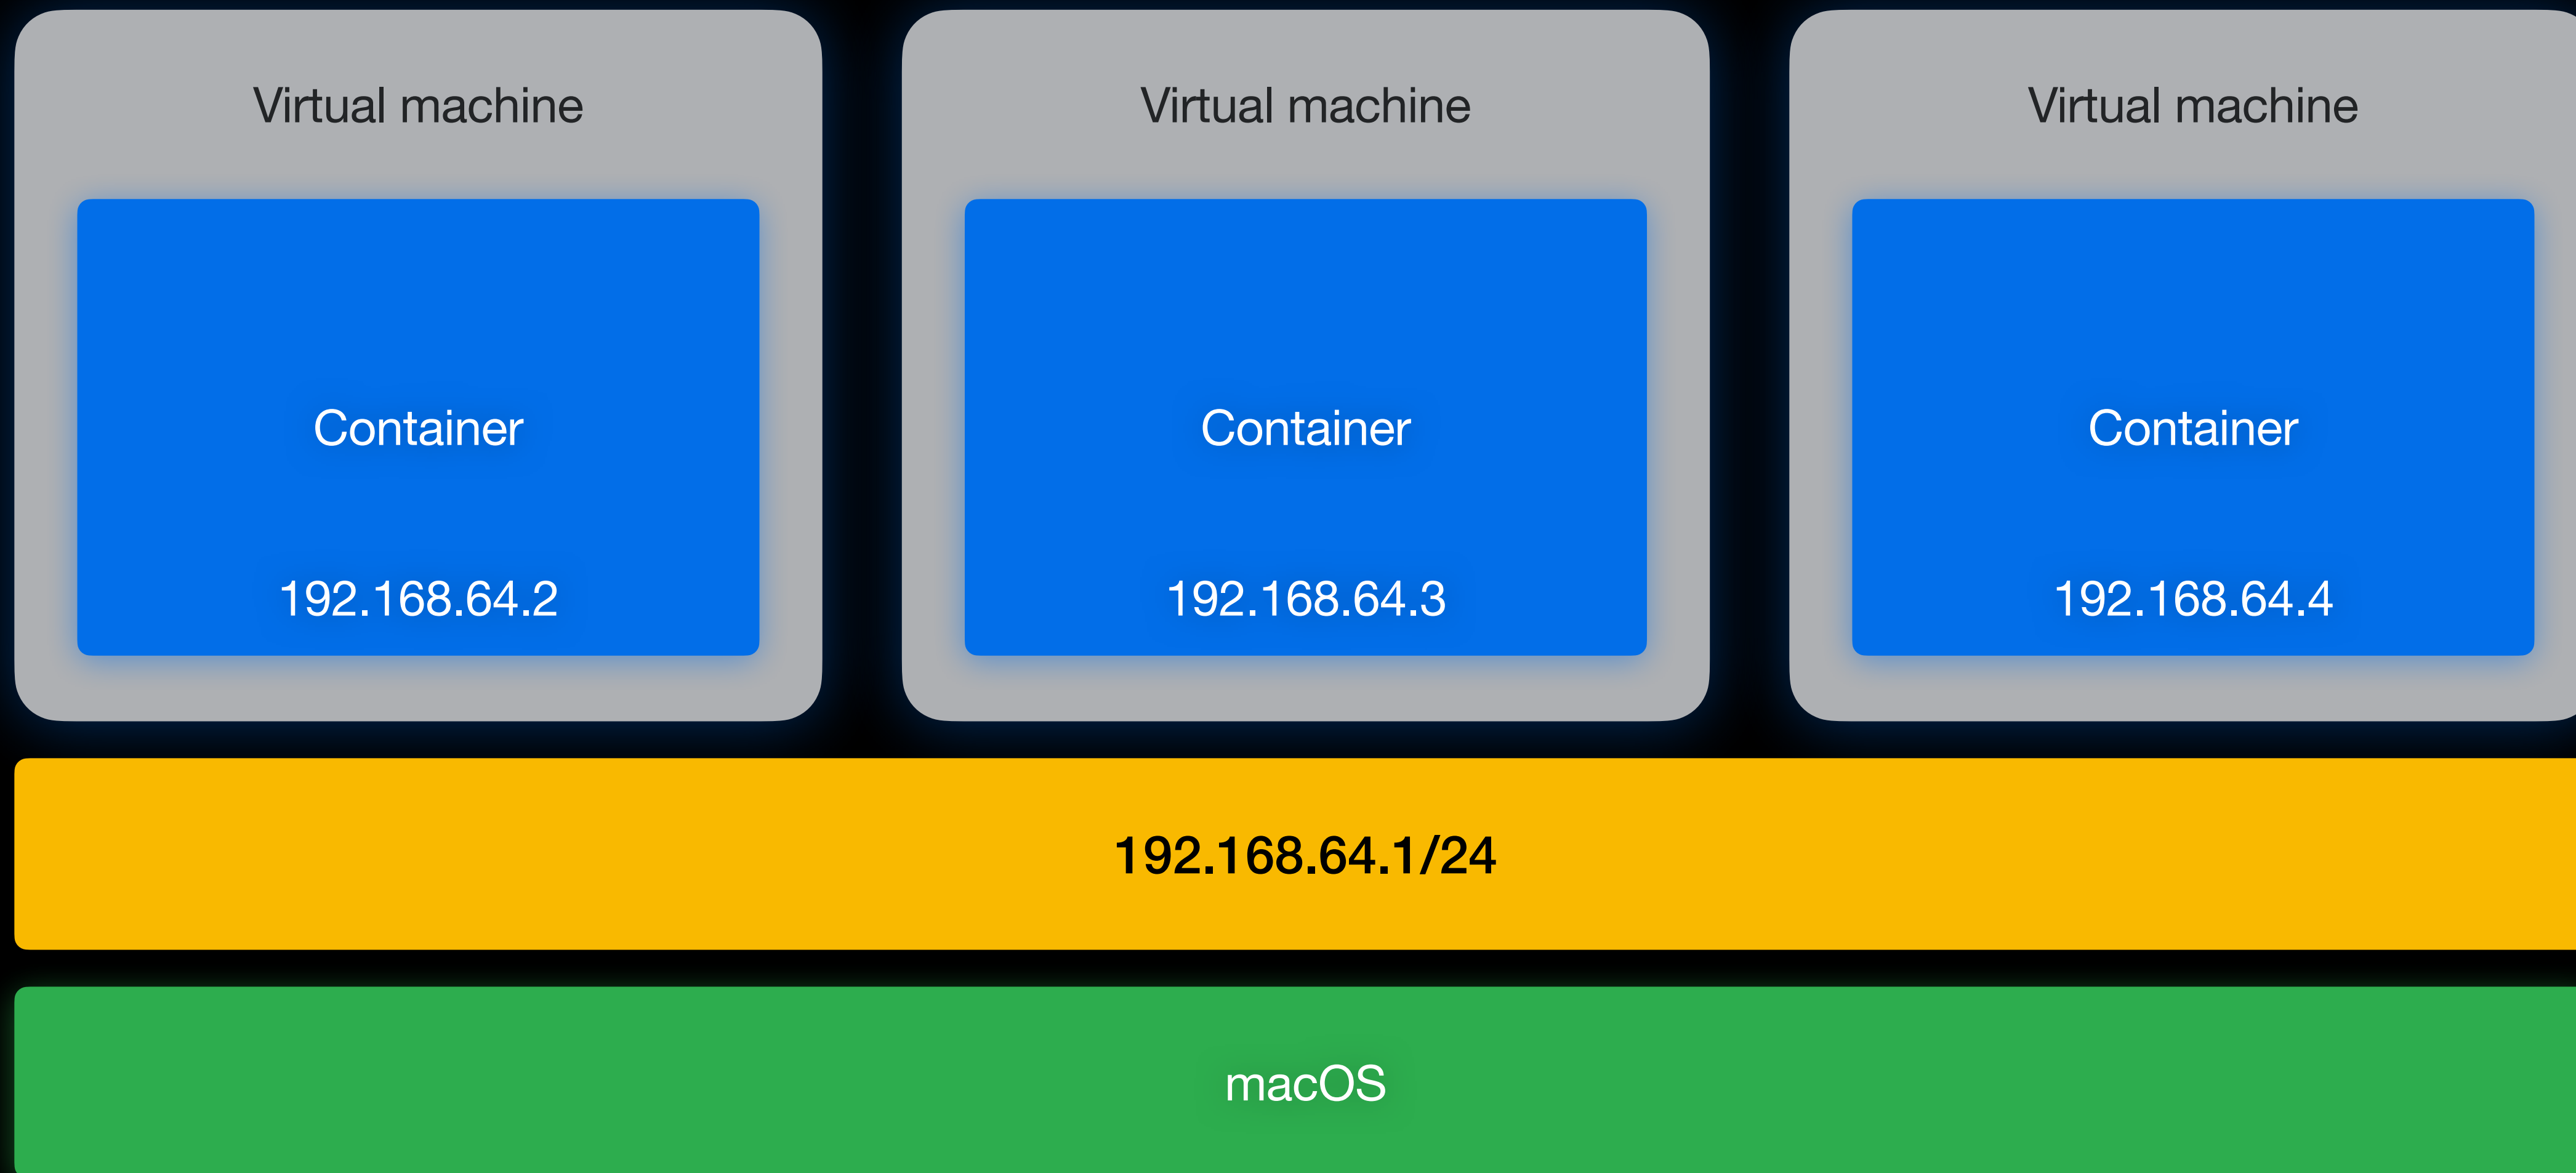 Virtual machine
Virtual machine
Virtual machine
Container
Container
Container
192.168.64.2
192.168.64.3
192.168.64.4
192.168.64.1/24
macOS